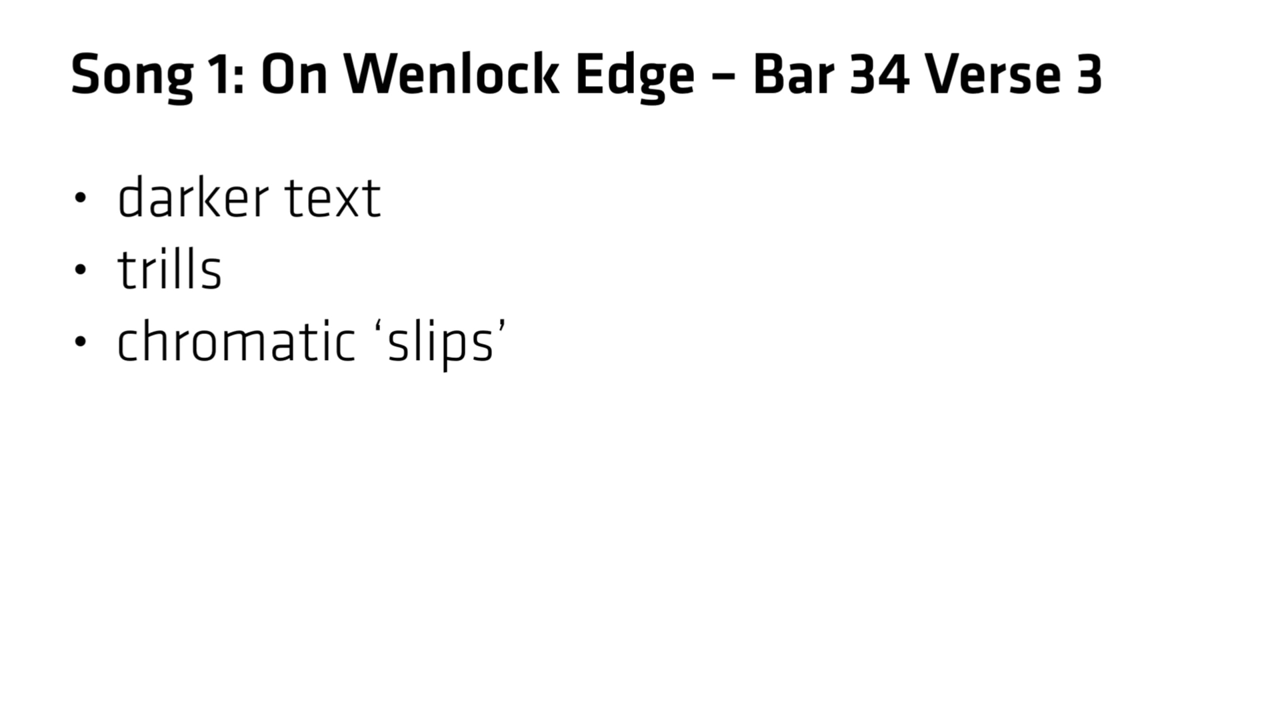 Song 1: On Wenlock Edge – Bar 34 Verse 3
• darker text
• trills
• chromatic ‘slips’